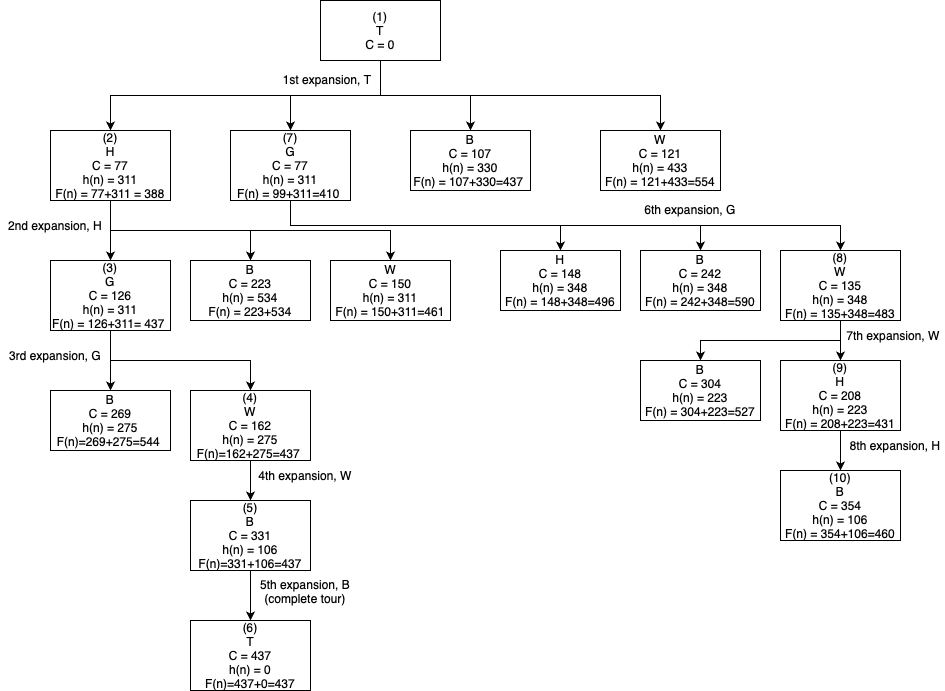 (1)
T
C = 0
1st expansion, T
(2)
H
C = 77
h(n) = 311
F(n) = 77+311 = 388
(7)
G
C = 77
h(n) = 311
F(n) = 99+311=410
B
C = 107
h(n) = 330
F(n) = 107+330=437
W
C = 121
h(n) = 433
F(n) = 121+433=554
2nd expansion, H
6th expansion, G
(3)
G
C = 126
h(n) = 311
F(n) = 126+311= 437
B
C = 223
h(n) = 534
F(n) = 223+534
W
C = 150
h(n) = 311
F(n) = 150+311=461
H
C = 148
h(n) = 348
F(n) = 148+348=496
B
C = 242
h(n) = 348
F(n) = 242+348=590
(8)
W
C = 135
h(n) = 348
F(n) = 135+348=483
3rd expansion, G
7th expansion, W
B
C = 269
h(n) = 275
F(n)=269+275=544
(4)
W
C = 162
h(n) = 275
F(n)=162+275=437
B
C = 304
h(n) = 223
F(n) = 304+223=527
(9)
H
C = 208
h(n) = 223
F(n) = 208+223=431
4th expansion, W
8th expansion, H
(5)
B
C = 331
h(n) = 106
F(n)=331+106=437
(10)
B
C = 354
h(n) = 106
F(n) = 354+106=460
5th expansion, B
(complete tour)
(6)
T
C = 437
h(n) = 0
F(n)=437+0=437